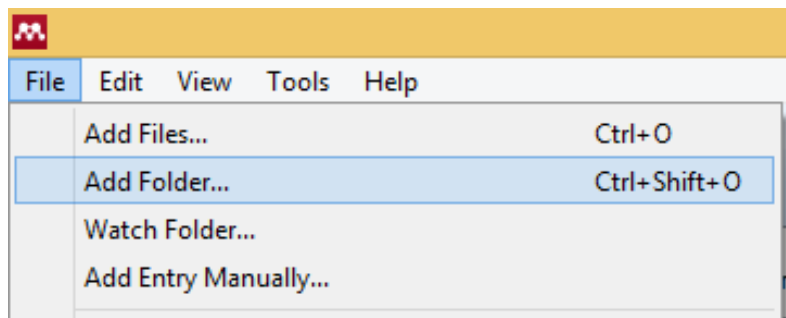 File Edit View Tools Help
Add Files... Ctrl+O
Add Folder... Ctrl+Shift+O
Watch Folder...
Add Entry Manually...